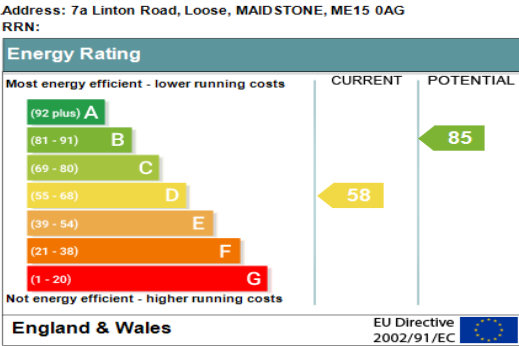 Address: 7a Linton Road, Loose, MAIDSTONE, ME15 0AG
RRN:
Energy Rating
Most energy efficient - lower running costs
CURRENT
POTENTIAL
(92 plus) A
(81 - 91) B
85
(69 - 80) C
(55 - 68) D
58
(39 - 54) E
(21 - 38) F
(1 - 20) G
Not energy efficient - higher running costs
England & Wales
EU Directive
2002/91/EC